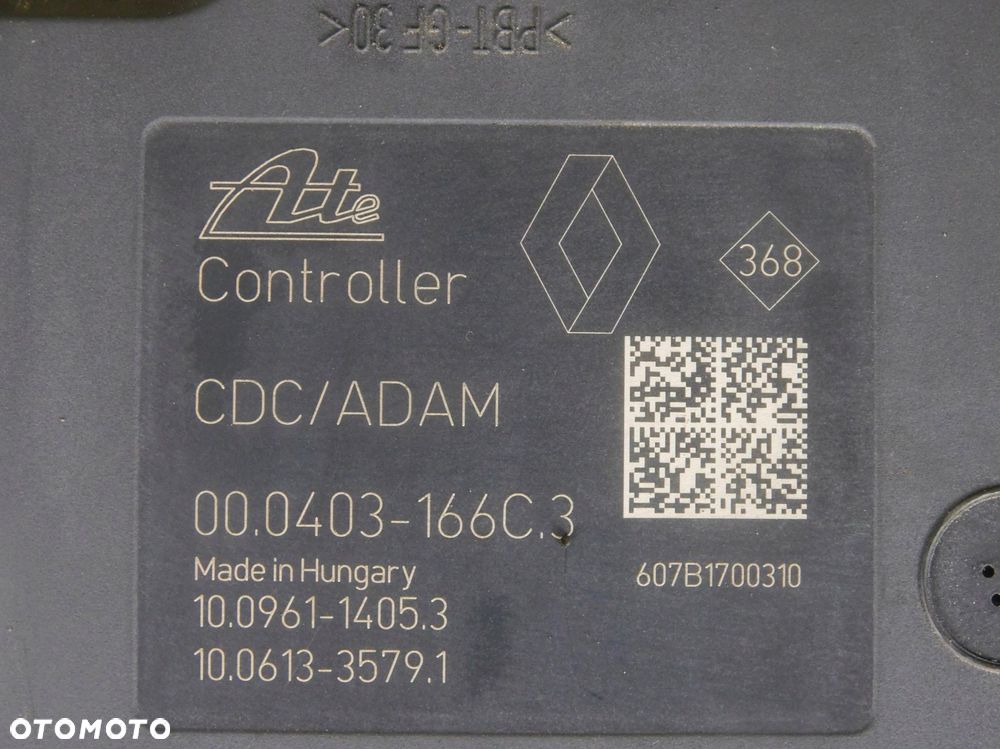 >PBT-GF30<
Ate
Controller
368
CDC/ADAM
00.0403-166C.3
Made in Hungary
607B1700310
10.0961-1405.3
10.0613-3579.1
OTOMOTO